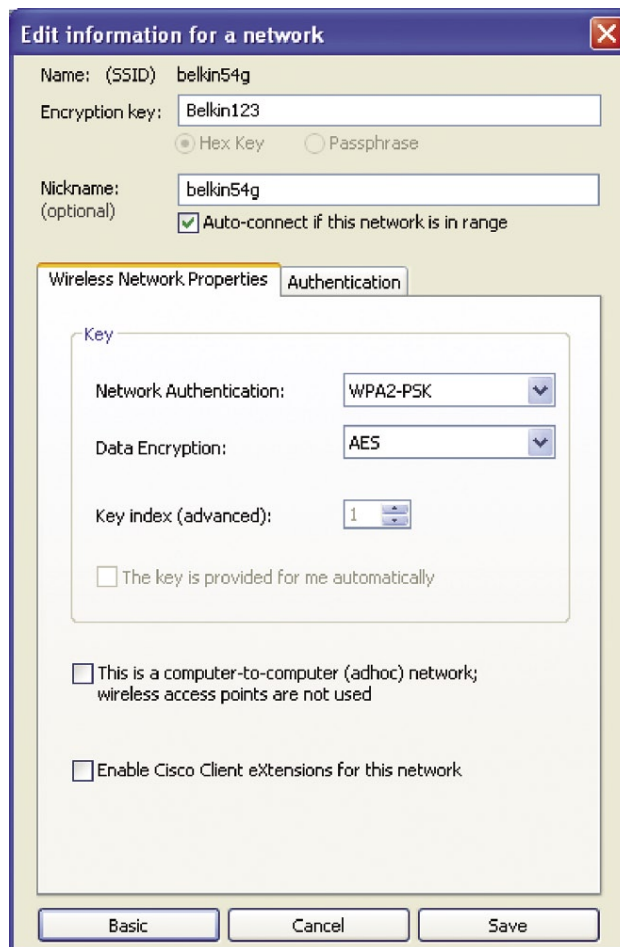 Edit information for a network
Name: (SSID) belkin54g
Encryption key: Belkin123
Hex Key Passphrase
Nickname: belkin54g
(optional)
Auto-connect if this network is in range
Wireless Network Properties Authentication
Key
Network Authentication: WPA2-PSK
Data Encryption: AES
Key index (advanced): 1
The key is provided for me automatically
This is a computer-to-computer (adhoc) network;
wireless access points are not used
Enable Cisco Client eXtensions for this network
Basic Cancel Save